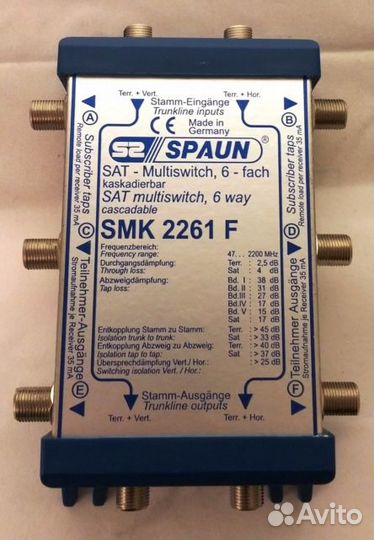 Terr. + Vert. Terr. + Hor.
Stamm-Eingänge
Trunkline inputs
CE Made in
Germany
SPAUN ®
SAT - Multiswitch, 6 - fach
kaskadierbar
SAT multiswitch, 6 way
cascadable
SMK 2261 F
Frequenzbereich:
Frequency range: 47... 2200 MHz
Durchgangsdämpfung: Terr. : 2,5 dB
Through loss: Sat : 4 dB
Abzweigdämpfung: Bd. I : 38 dB
Tap loss: Bd. II : 31 dB
Bd.III : 27 dB
Bd.IV : 17 dB
Bd. V : 15 dB
Sat : 17 dB
Entkopplung Stamm zu Stamm: Terr. : > 45 dB
Isolation trunk to trunk: Sat : > 33 dB
Entkopplung Abzweig zu Abzweig: Terr. : > 40 dB
Isolation tap to tap: Sat : > 37 dB
Übersprechdämpfung Vert. / Hor.: > 25 dB
Switching isolation Vert. / Hor.:
Stamm-Ausgänge
Trunkline outputs
Terr. + Vert. Terr. + Hor.
A
Subscriber taps
Remote load per receiver 35 mA
C
Teilnehmer-Ausgänge
Stromaufnahme je Receiver 35 mA
E
B
Subscriber taps
Remote load per receiver 35 mA
D
Teilnehmer Ausgänge
Stromaufnahme je Receiver 35 mA
F
Avito